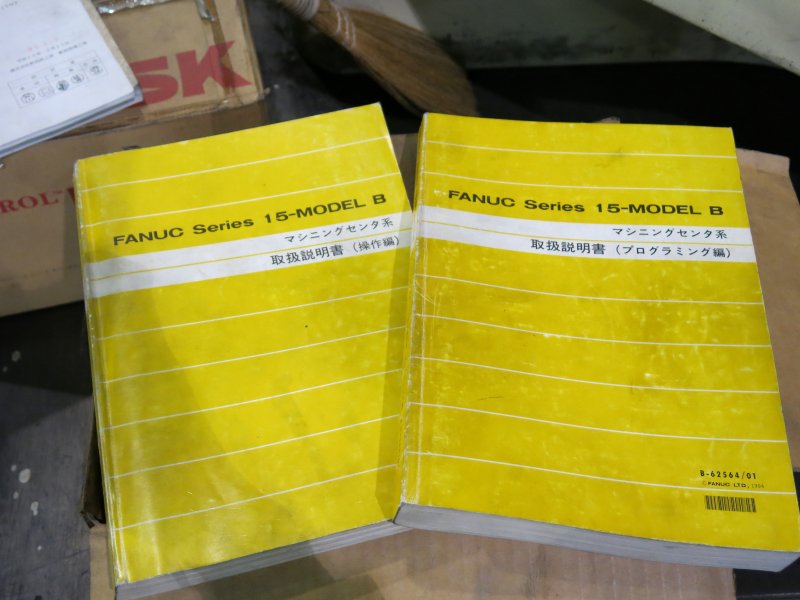 SK
ROL
FANUC Series 15-MODEL B
マシニングセンタ系
取扱説明書(操作編)
FANUC Series 15-MODEL B
マシニングセンタ系
取扱説明書(プログラミング編)
B-62564/01
©FANUC LTD, 1994